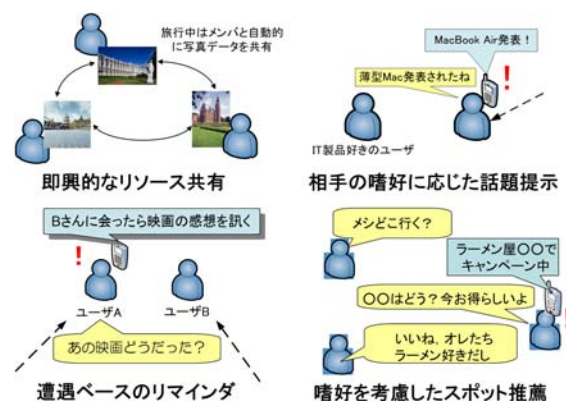 旅行中はメンバと自動的
に写真データを共有
即興的なリソース共有
MacBook Air発表！
薄型Mac発表されたね
！
IT製品好きのユーザ
相手の嗜好に応じた話題提示
Bさんに会ったら映画の感想を訊く
！
ユーザA
ユーザB
あの映画どうだった？
遭遇ベースのリマインダ
メシどこ行く？
ラーメン屋〇〇で
キャンペーン中
〇〇はどう？今お得らしいよ
！
いいね，オレたち
ラーメン好きだし
嗜好を考慮したスポット推薦